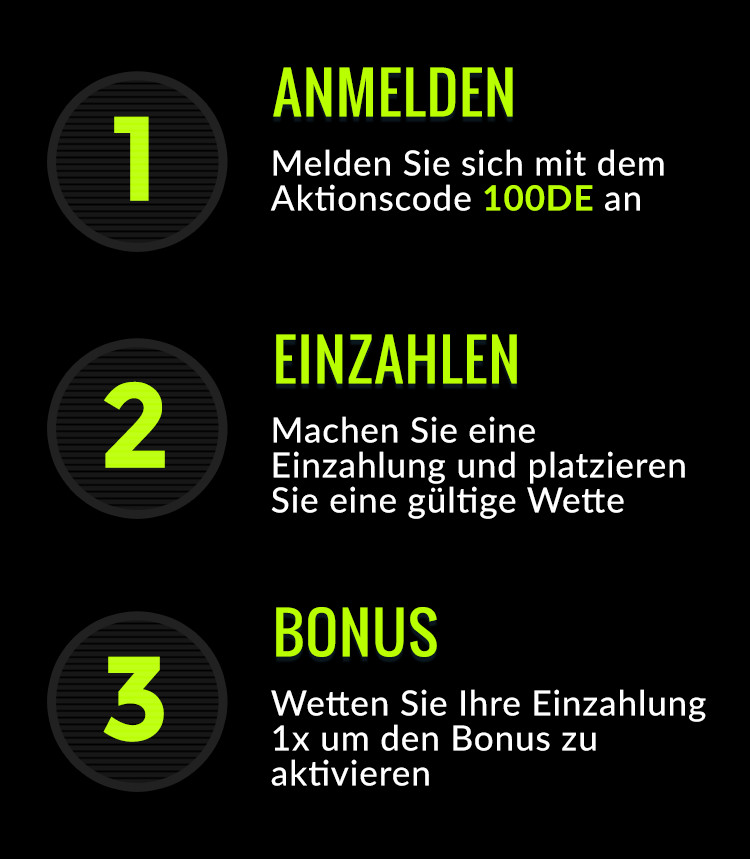 1
ANMELDEN
Melden Sie sich mit dem
Aktionscode 100DE an
2
EINZAHLEN
Machen Sie eine
Einzahlung und platzieren
Sie eine gültige Wette
3
BONUS
Wetten Sie Ihre Einzahlung
1x um den Bonus zu
aktivieren